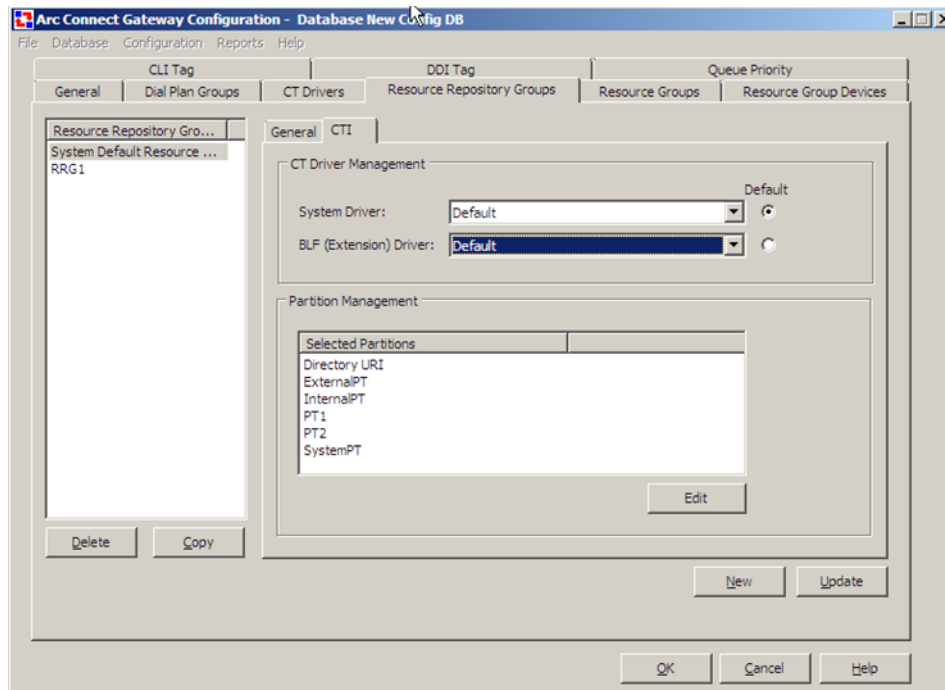 Arc Connect Gateway Configuration - Database New Config DB
File Database Configuration Reports Help
CLI Tag DDI Tag Queue Priority
General Dial Plan Groups CT Drivers Resource Repository Groups Resource Groups Resource Group Devices
Resource Repository Gro...
System Default Resource ...
RRG1
General CTI
CT Driver Management
Default
System Driver: Default
BLF (Extension) Driver: Default
Partition Management
Selected Partitions
Directory URI
ExternalPT
InternalPT
PT1
PT2
SystemPT
Edit
Delete Copy
New Update
OK Cancel Help